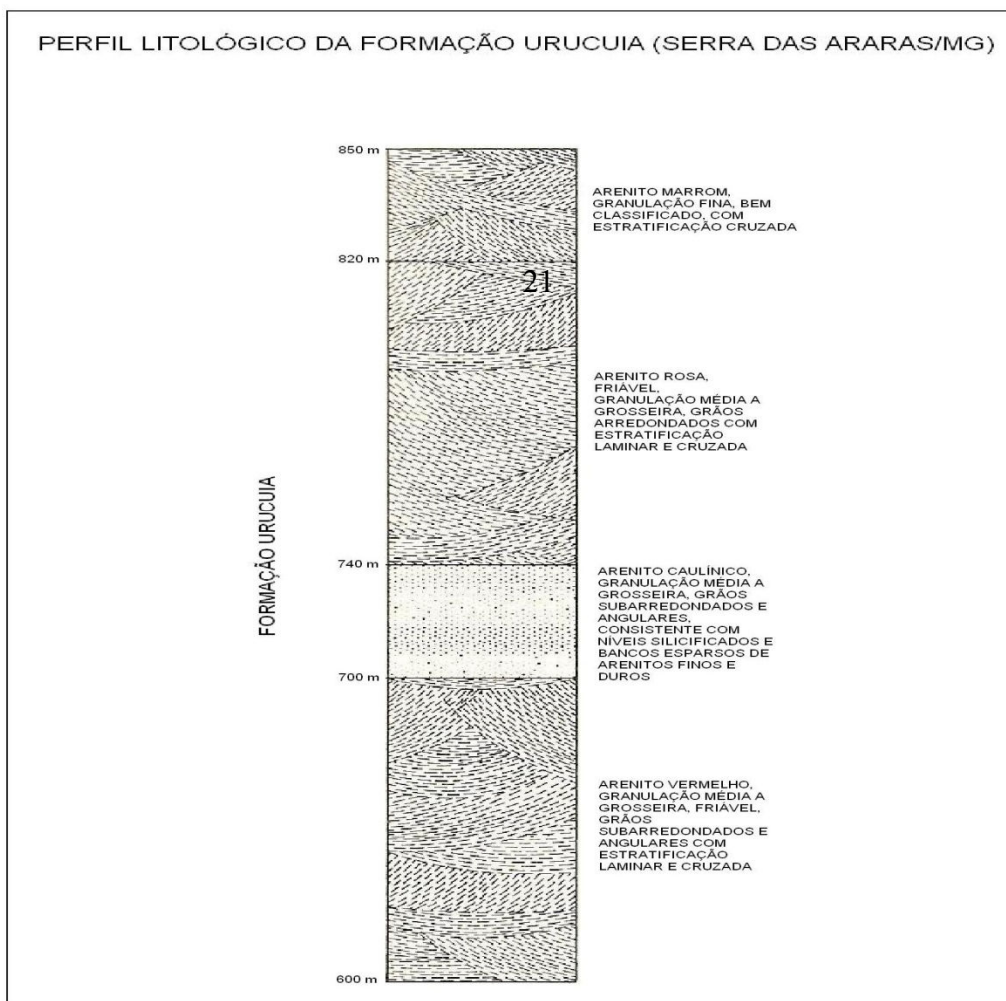 PERFIL LITOLÓGICO DA FORMAÇÃO URUCUIA (SERRA DAS ARARAS/MG)
850 m
ARENITO MARROM,
GRANULAÇÃO FINA, BEM
CLASSIFICADO, COM
ESTRATIFICAÇÃO CRUZADA
820 m
21
ARENITO ROSA,
FRIÁVEL,
GRANULAÇÃO MÉDIA A
GROSSEIRA, GRÃOS
ARREDONDADOS COM
ESTRATIFICAÇÃO
LAMINAR E CRUZADA
FORMAÇÃO URUCUIA
740 m
ARENITO CAULÍNICO,
GRANULAÇÃO MÉDIA A
GROSSEIRA, GRÃOS
SUBARREDONDADOS E
ANGULARES,
CONSISTENTE COM
NÍVEIS SILICIFICADOS E
BANCOS ESPARSOS DE
ARENITOS FINOS E
DUROS
700 m
ARENITO VERMELHO,
GRANULAÇÃO MÉDIA A
GROSSEIRA, FRIÁVEL,
GRÃOS
SUBARREDONDADOS E
ANGULARES COM
ESTRATIFICAÇÃO
LAMINAR E CRUZADA
600 m